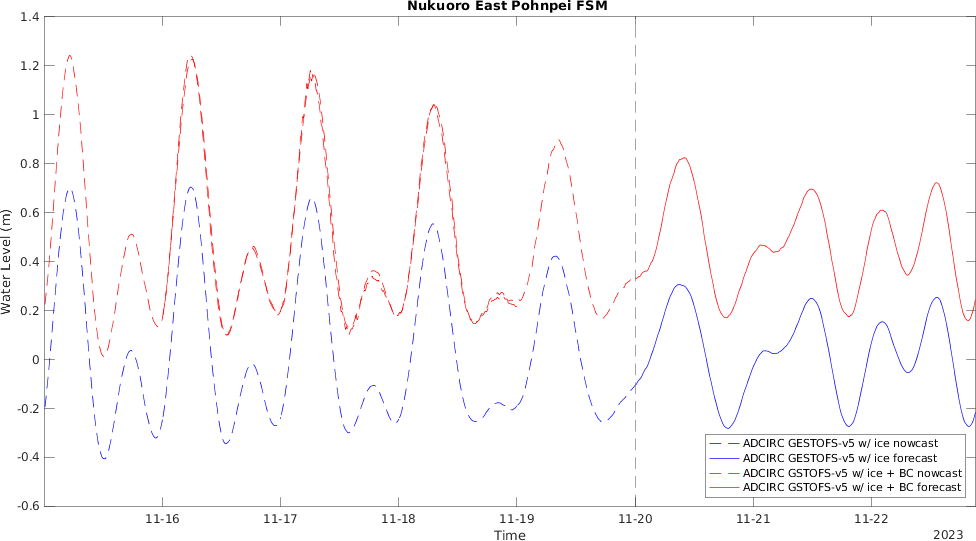 Nukuoro East Pohnpei FSM
Water Level (m)
1.4
1.2
1
0.8
0.6
0.4
0.2
0
-0.2
-0.4
-0.6
11-16
11-17
11-18
11-19
11-20
11-21
11-22
Time
2023
ADCIRC GESTOFS-v5 w/ ice nowcast
ADCIRC GESTOFS-v5 w/ ice forecast
ADCIRC GSTOFS-v5 w/ ice + BC nowcast
ADCIRC GSTOFS-v5 w/ ice + BC forecast